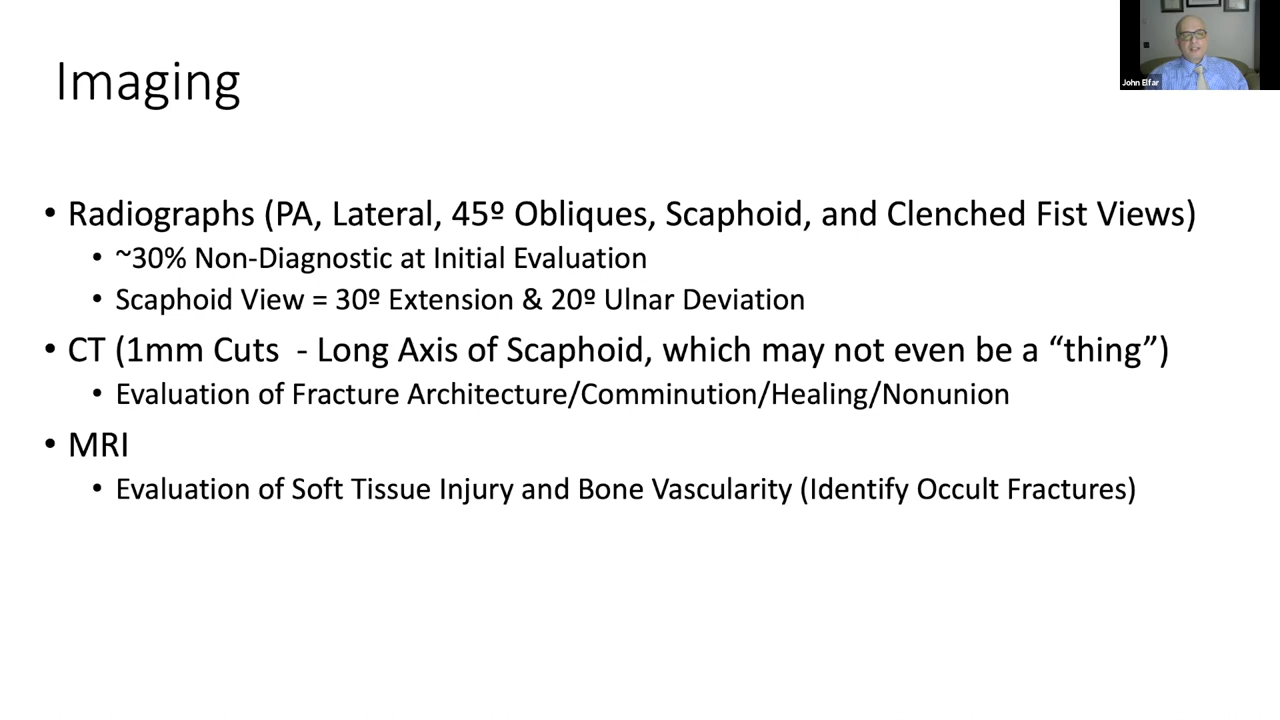 Imaging
John Elfar
• Radiographs (PA, Lateral, 45º Obliques, Scaphoid, and Clenched Fist Views)
• ~30% Non-Diagnostic at Initial Evaluation
• Scaphoid View = 30º Extension & 20º Ulnar Deviation
• CT (1mm Cuts  - Long Axis of Scaphoid, which may not even be a “thing”)
• Evaluation of Fracture Architecture/Comminution/Healing/Nonunion
• MRI
• Evaluation of Soft Tissue Injury and Bone Vascularity (Identify Occult Fractures)